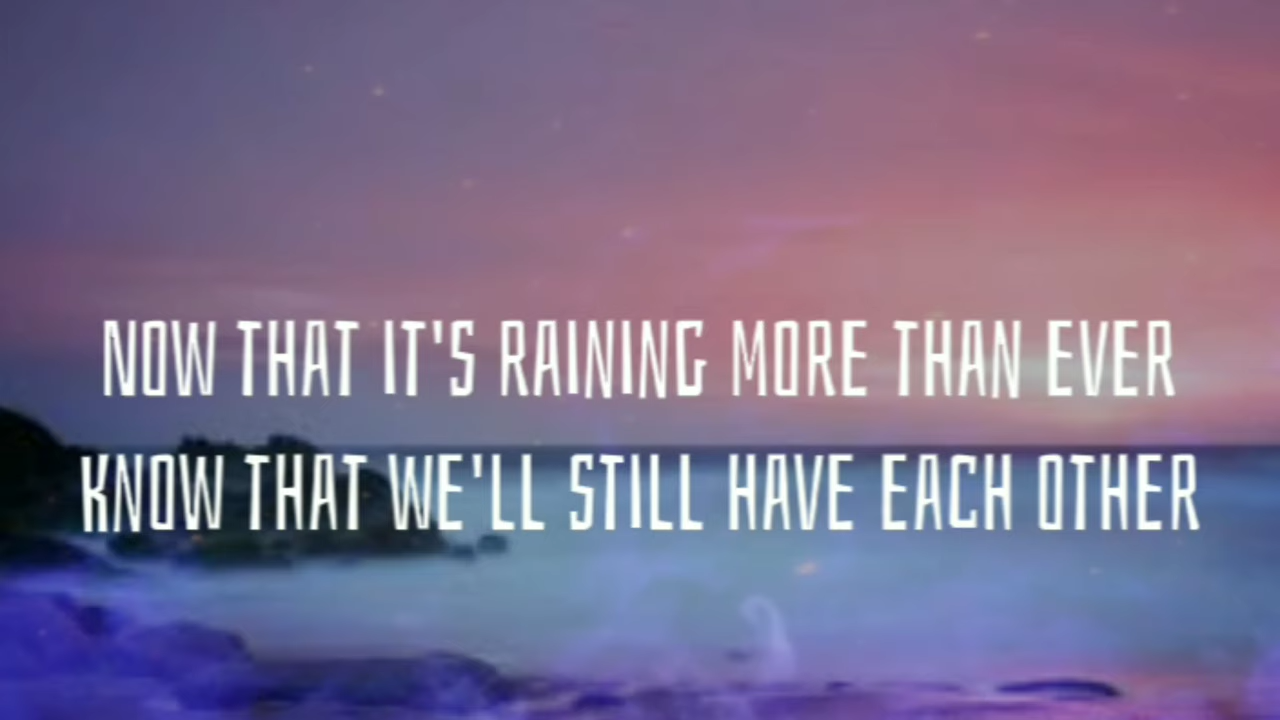 NOW THAT IT'S RAINING MORE THAN EVER
KNOW THAT WE'LL STILL HAVE EACH OTHER